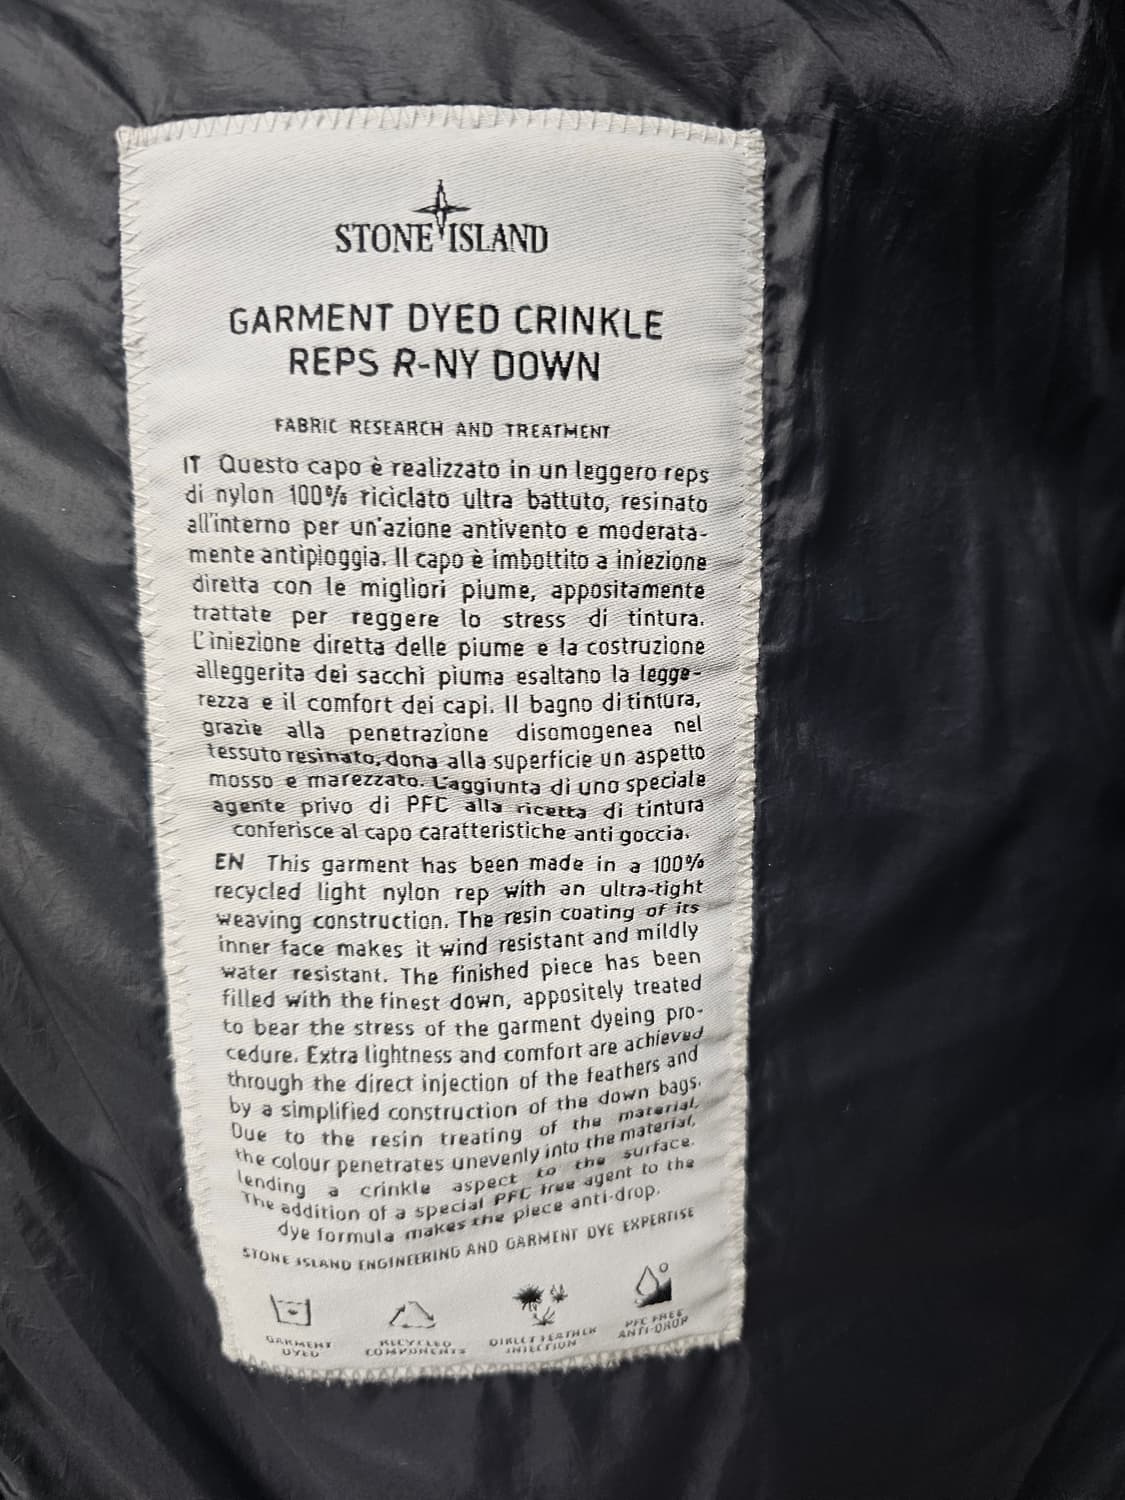 STONE ISLAND
GARMENT DYED CRINKLE
REPS R-NY DOWN
FABRIC RESEARCH AND TREATMENT
IT Questo capo è realizzato in un leggero reps
di nylon 100% riciclato ultra battuto, resinato
all'interno per un'azione antivento e moderata-
mente antipioggia. Il capo è imbottito a iniezione
diretta con le migliori piume, appositamente
trattate per reggere lo stress di tintura.
L'iniezione diretta delle piume e la costruzione
alleggerita dei sacchi piuma esaltano la legge-
rezza e il comfort dei capi. Il bagno di tintura,
grazie alla penetrazione disomogenea nel
tessuto resinato, dona alla superficie un aspetto
mosso e marezzato. L'aggiunta di uno speciale
agente privo di PFC alla ricetta di tintura
conferisce al capo caratteristiche anti goccia.
EN This garment has been made in a 100%
recycled light nylon rep with an ultra-tight
weaving construction. The resin coating of its
inner face makes it wind resistant and mildly
water resistant. The finished piece has been
filled with the finest down, appositely treated
to bear the stress of the garment dyeing pro-
cedure. Extra lightness and comfort are achieved
through the direct injection of the feathers and
by a simplified construction of the down bags.
Due to the resin treating of the material,
the colour penetrates unevenly into the material,
lending a crinkle aspect to the surface.
The addition of a special PFC free agent to the
dye formula makes the piece anti-drop.
STONE ISLAND ENGINEERING AND GARMENT DYE EXPERTISE
GARMENT
DYED
RECYCLED
COMPONENTS
DIRECT FEATHER
INJECTION
PFC FREE
ANTI-DROP